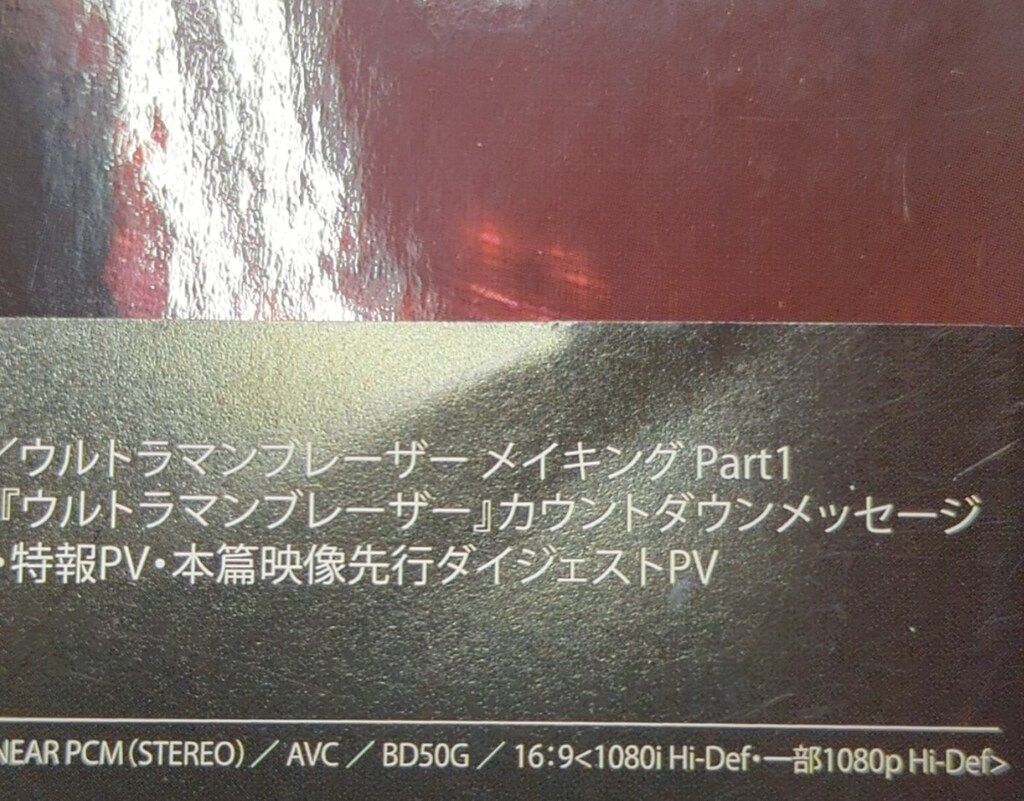 ／ウルトラマンブレーザー メイキング Part1
『ウルトラマンブレーザー』カウントダウンメッセージ
・特報PV・本篇映像先行ダイジェストPV
NEAR PCM（STEREO）／ AVC ／ BD50G ／ 16：9<1080i Hi-Def・一部1080p Hi-Def>